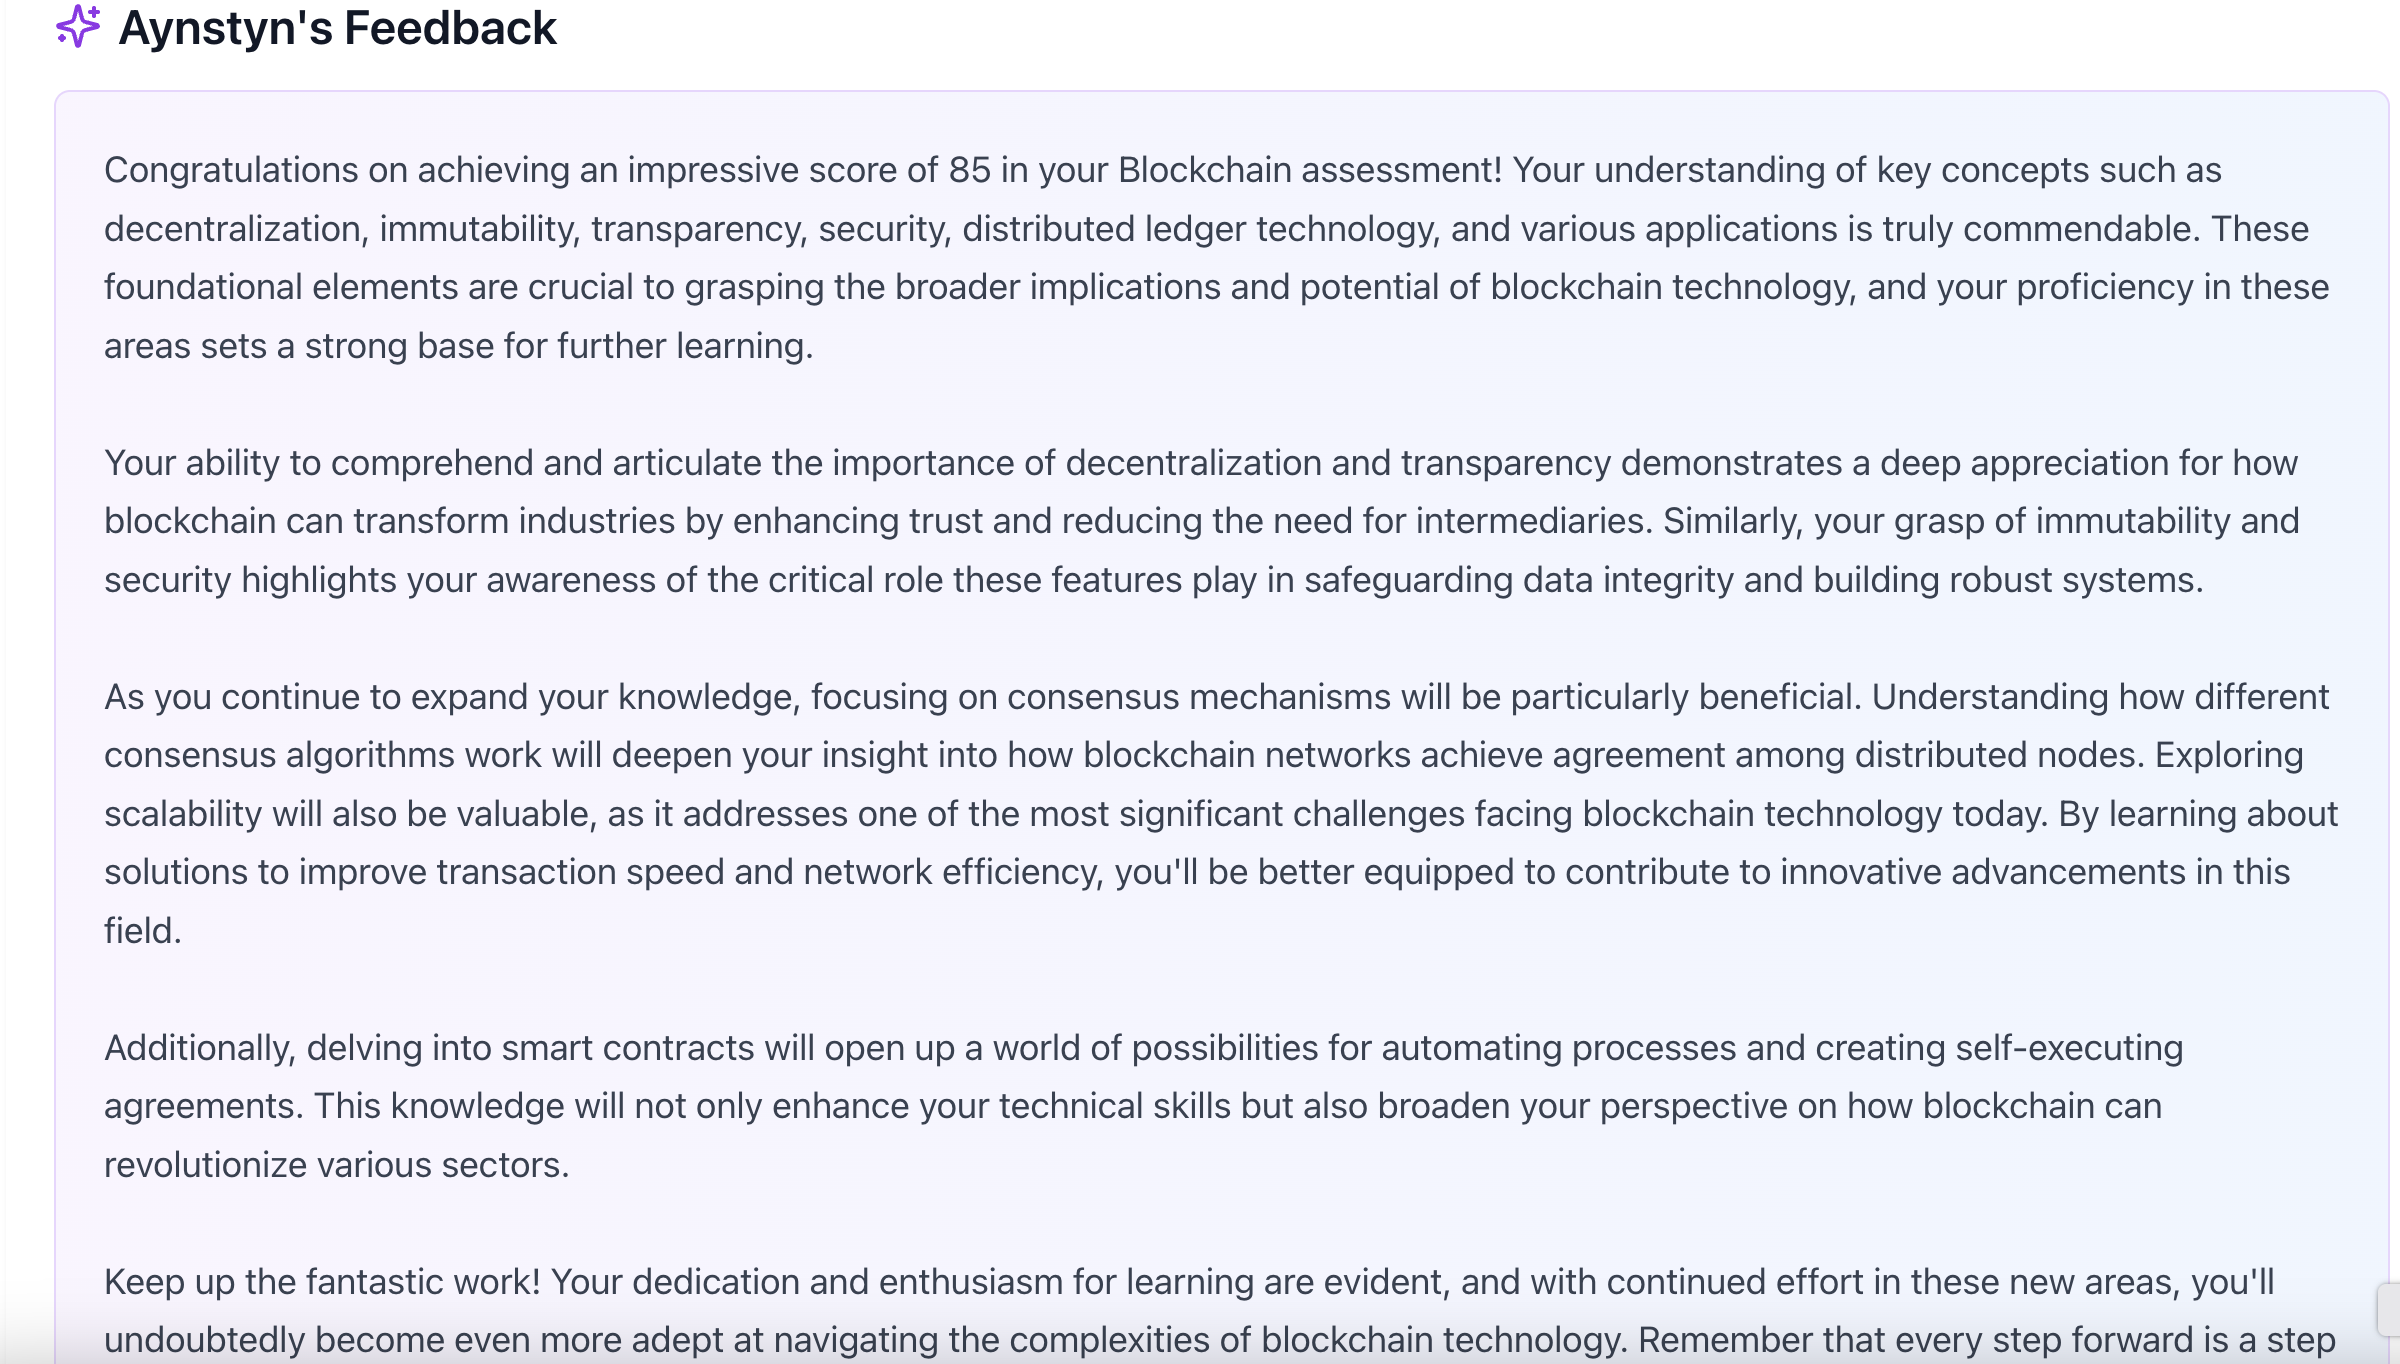 Aynstyn's Feedback
Congratulations on achieving an impressive score of 85 in your Blockchain assessment! Your understanding of key concepts such as
decentralization, immutability, transparency, security, distributed ledger technology, and various applications is truly commendable. These
foundational elements are crucial to grasping the broader implications and potential of blockchain technology, and your proficiency in these
areas sets a strong base for further learning.
Your ability to comprehend and articulate the importance of decentralization and transparency demonstrates a deep appreciation for how
blockchain can transform industries by enhancing trust and reducing the need for intermediaries. Similarly, your grasp of immutability and
security highlights your awareness of the critical role these features play in safeguarding data integrity and building robust systems.
As you continue to expand your knowledge, focusing on consensus mechanisms will be particularly beneficial. Understanding how different
consensus algorithms work will deepen your insight into how blockchain networks achieve agreement among distributed nodes. Exploring
scalability will also be valuable, as it addresses one of the most significant challenges facing blockchain technology today. By learning about
solutions to improve transaction speed and network efficiency, you'll be better equipped to contribute to innovative advancements in this
field.
Additionally, delving into smart contracts will open up a world of possibilities for automating processes and creating self-executing
agreements. This knowledge will not only enhance your technical skills but also broaden your perspective on how blockchain can
revolutionize various sectors.
Keep up the fantastic work! Your dedication and enthusiasm for learning are evident, and with continued effort in these new areas, you'll
undoubtedly become even more adept at navigating the complexities of blockchain technology. Remember that every step forward is a step